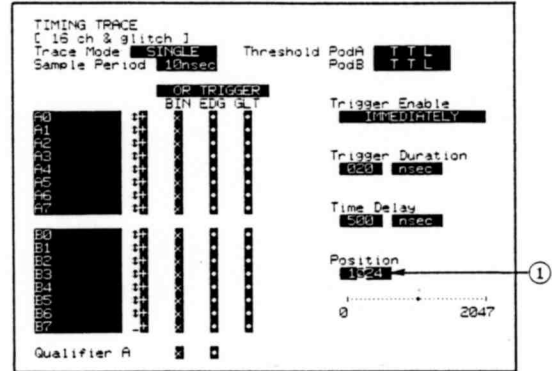 TIMING TRACE
[ 16 ch & glitch ]
Trace Mode SINGLE Threshold PodA T T L
Sample Period 10nsec PodB T T L
OR TRIGGER
BIN EDG GLT
Trigger Enable
IMMEDIATELY
Trigger Duration
020 nsec
Time Delay
500 nsec
Position
1024 1
0 2047
A0 ‡+ × • •
A1 ‡+ × • •
A2 ‡+ × • •
A3 ‡+ × • •
A4 ‡+ × • •
A5 ‡+ × • •
A6 ‡+ × • •
A7 ‡+ × • •
B0 ‡+ × • •
B1 ‡+ × • •
B2 ‡+ × • •
B3 ‡+ × • •
B4 ‡+ × • •
B5 ‡+ × • •
B6 ‡+ × • •
B7 _+ × • •
Qualifier A × •